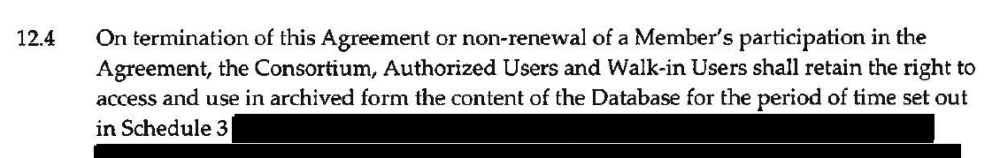 12.4 On termination of this Agreement or non-renewal of a Member's participation in the
Agreement, the Consortium, Authorized Users and Walk-in Users shall retain the right to
access and use in archived form the content of the Database for the period of time set out
in Schedule 3